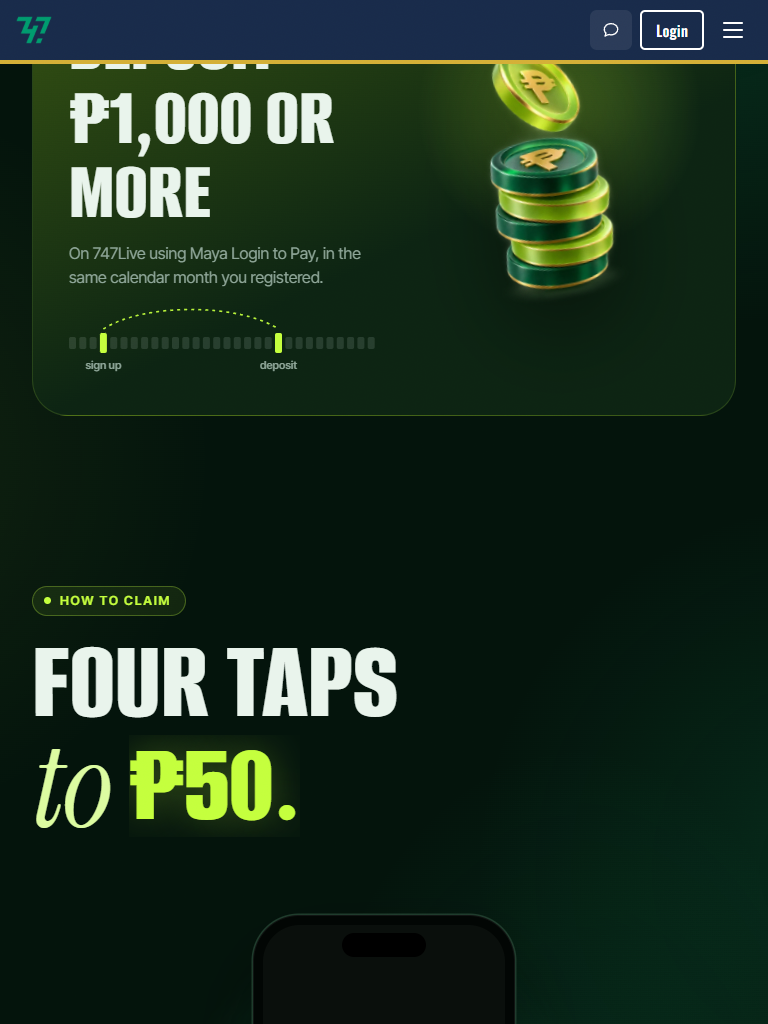 747
Login
DEPOSIT
₱1,000 OR
MORE
On 747Live using Maya Login to Pay, in the
same calendar month you registered.
sign up
deposit
HOW TO CLAIM
FOUR TAPS
to ₱50.